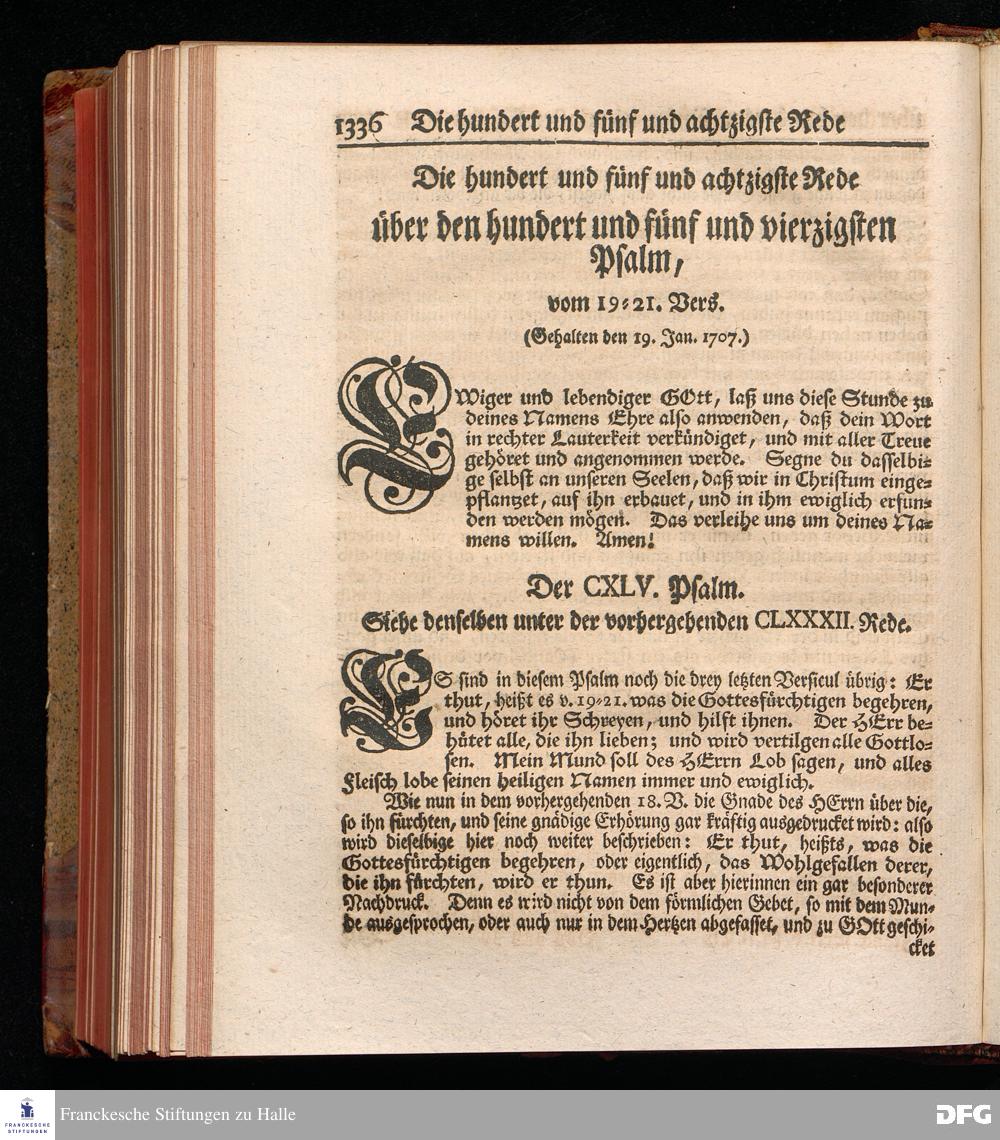 1336 Die hundert und fünf und achtzigste Rede
Die hundert und fünf und achtzigste Rede
über den hundert und fünf und vierzigsten
Psalm,
vom 19⸗21. Vers.
(Gehalten den 19. Jan. 1707.)
EWiger und lebendiger GOtt, laß uns diese Stunde zu
deines Namens Ehre also anwenden, daß dein Wort
in rechter Lauterkeit verkündiget, und mit aller Treue
gehöret und angenommen werde. Segne du dasselbi⸗
ge selbst an unseren Seelen, daß wir in Christum einge⸗
pflantzet, auf ihn erbauet, und in ihm ewiglich erfun⸗
den werden mögen. Das verleihe uns um deines Na⸗
mens willen. Amen!
Der CXLV. Psalm.
Siehe denselben unter der vorhergehenden CLXXXII. Rede.
ES sind in diesem Psalm noch die drey letzten Versicul übrig: Er
thut, heißt es v. 19⸗21. was die Gottesfürchtigen begehren,
und höret ihr Schreyen, und hilft ihnen. Der HErr be⸗
hütet alle, die ihn lieben; und wird vertilgen alle Gottlo⸗
sen. Mein Mund soll des HErrn Lob sagen, und alles
Fleisch lobe seinen heiligen Namen immer und ewiglich.
Wie nun in dem vorhergehenden 18. V. die Gnade des HErrn über die,
so ihn fürchten, und seine gnädige Erhörung gar kräftig ausgedrucket wird: also
wird dieselbige hier noch weiter beschrieben: Er thut, heißts, was die
Gottesfürchtigen begehren, oder eigentlich, das Wohlgefallen derer,
die ihn fürchten, wird er thun. Es ist aber hierinnen ein gar besonderer
Nachdruck. Denn es wird nicht von dem förmlichen Gebet, so mit dem Mun⸗
de ausgesprochen, oder auch nur in dem Hertzen abgefasset, und zu GOtt geschi⸗
cket
FRANCKESCHE
STIFTUNGEN
Franckesche Stiftungen zu Halle
DFG